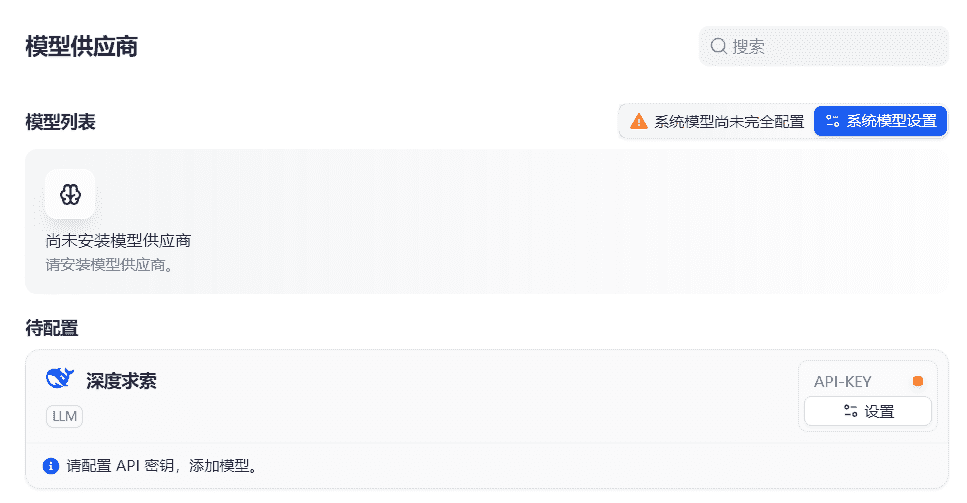 模型供应商
搜索
模型列表
系统模型尚未完全配置
系统模型设置
尚未安装模型供应商
请安装模型供应商。
待配置
深度求索
API-KEY
LLM
设置
请配置 API 密钥，添加模型。